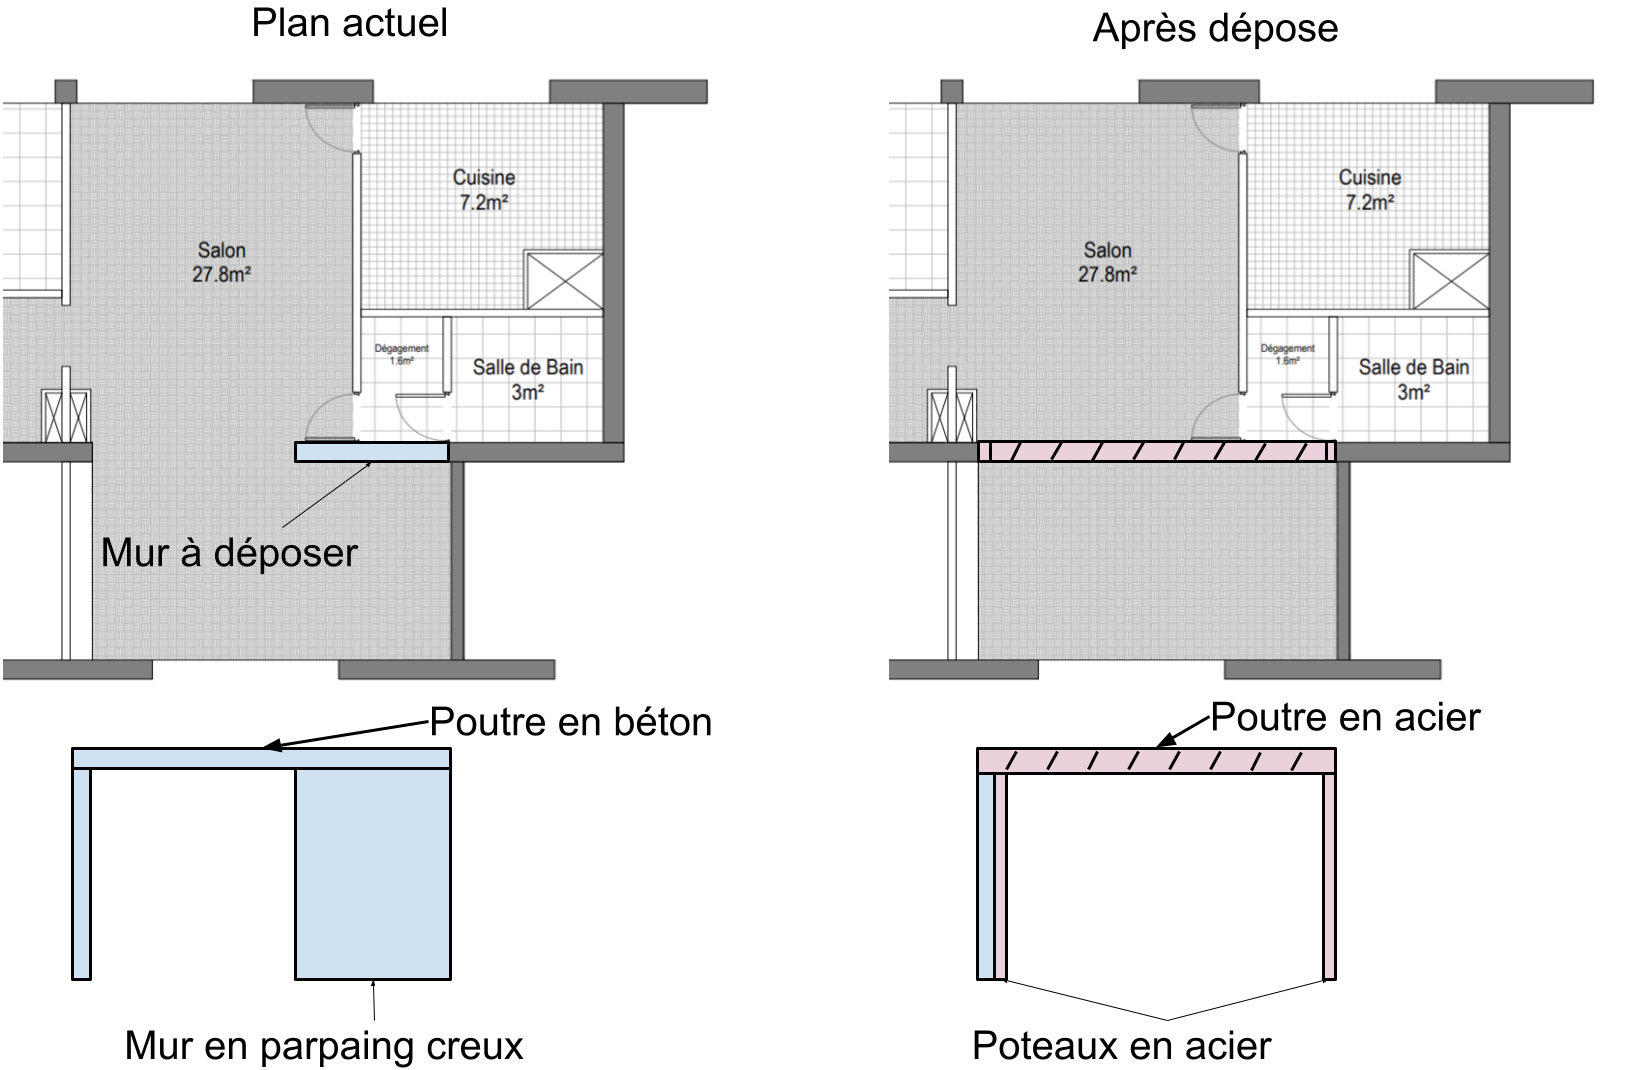 Plan actuel
Après dépose
Cuisine
7.2m²
Salon
27.8m²
Dégagement
1.6m²
Salle de Bain
3m²
Mur à déposer
Cuisine
7.2m²
Salon
27.8m²
Dégagement
1.6m²
Salle de Bain
3m²
Poutre en béton
Mur en parpaing creux
Poutre en acier
Poteaux en acier